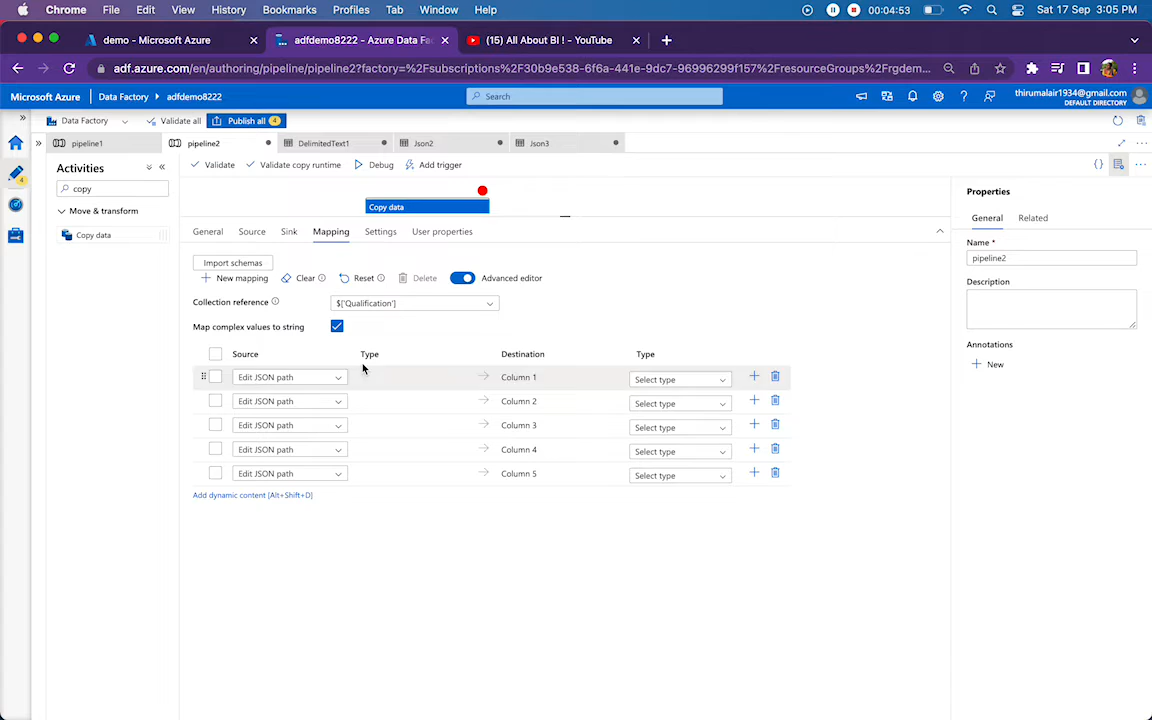 Chrome File Edit View History Bookmarks Profiles Tab Window Help 00:04:53 Sat 17 Sep 3:05 PM
demo - Microsoft Azure adfdemo8222 - Azure Data Fa (15) All About BI ! - YouTube
adf.azure.com/en/authoring/pipeline/pipeline2?factory=%2Fsubscriptions%2F30b9e538-6f6a-441e-9dc7-96996299f157%2FresourceGroups%2Frgdem...
Microsoft Azure Data Factory adfdemo8222 Search thirumalair1934@gmail.com
DEFAULT DIRECTORY
Data Factory Validate all Publish all 4
pipeline1 pipeline2 DelimitedText1 Json2 Json3
Activities
copy
Move & transform
Copy data
Validate Validate copy runtime Debug Add trigger
Copy data
General Source Sink Mapping Settings User properties
Import schemas
New mapping Clear Reset Delete Advanced editor
Collection reference $['Qualification']
Map complex values to string
Source Type Destination Type
Edit JSON path Column 1 Select type
Edit JSON path Column 2 Select type
Edit JSON path Column 3 Select type
Edit JSON path Column 4 Select type
Edit JSON path Column 5 Select type
Add dynamic content [Alt+Shift+D]
Properties
General Related
Name *
pipeline2
Description
Annotations
New